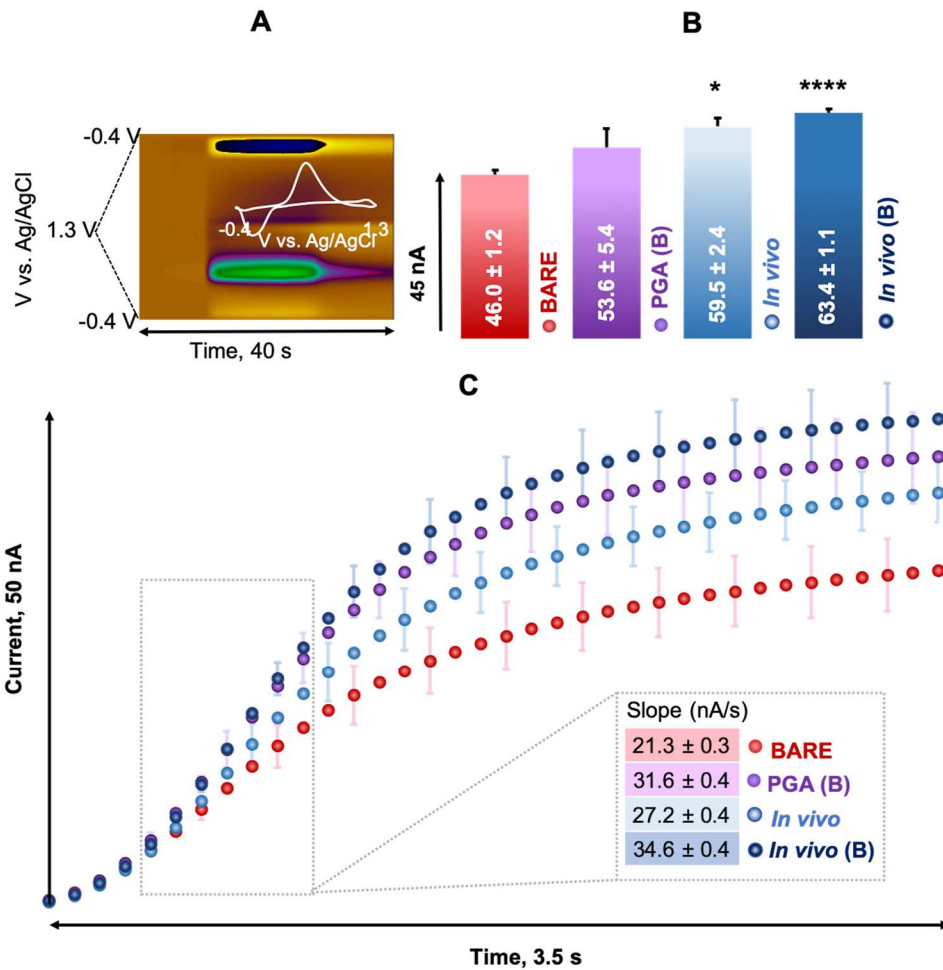 A
-0.4 V
1.3 V
-0.4 V
V vs. Ag/AgCl
-0.4
1.3
V vs. Ag/AgCl
Time, 40 s
B
*
****
45 nA
46.0 ± 1.2
BARE
53.6 ± 5.4
PGA (B)
59.5 ± 2.4
In vivo
63.4 ± 1.1
In vivo (B)
C
Current, 50 nA
Slope (nA/s)
21.3 ± 0.3 BARE
31.6 ± 0.4 PGA (B)
27.2 ± 0.4 In vivo
34.6 ± 0.4 In vivo (B)
Time, 3.5 s